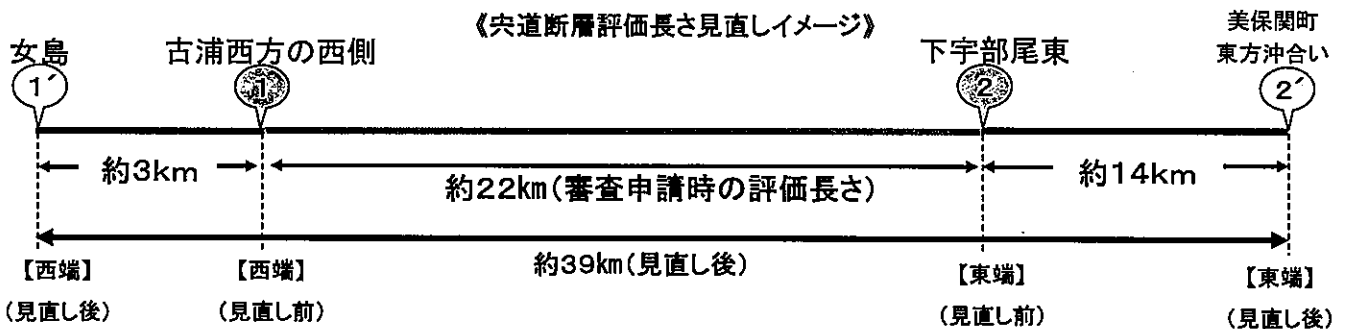 《宍道断層評価長さ見直しイメージ》
女島
古浦西方の西側
下宇部尾東
美保関町
東方沖合い
1´
1
2
2´
約3km
約22㎞(審査申請時の評価長さ)
約14km
約39㎞(見直し後)
【西端】
(見直し後)
【西端】
(見直し前)
【東端】
(見直し前)
【東端】
(見直し後)